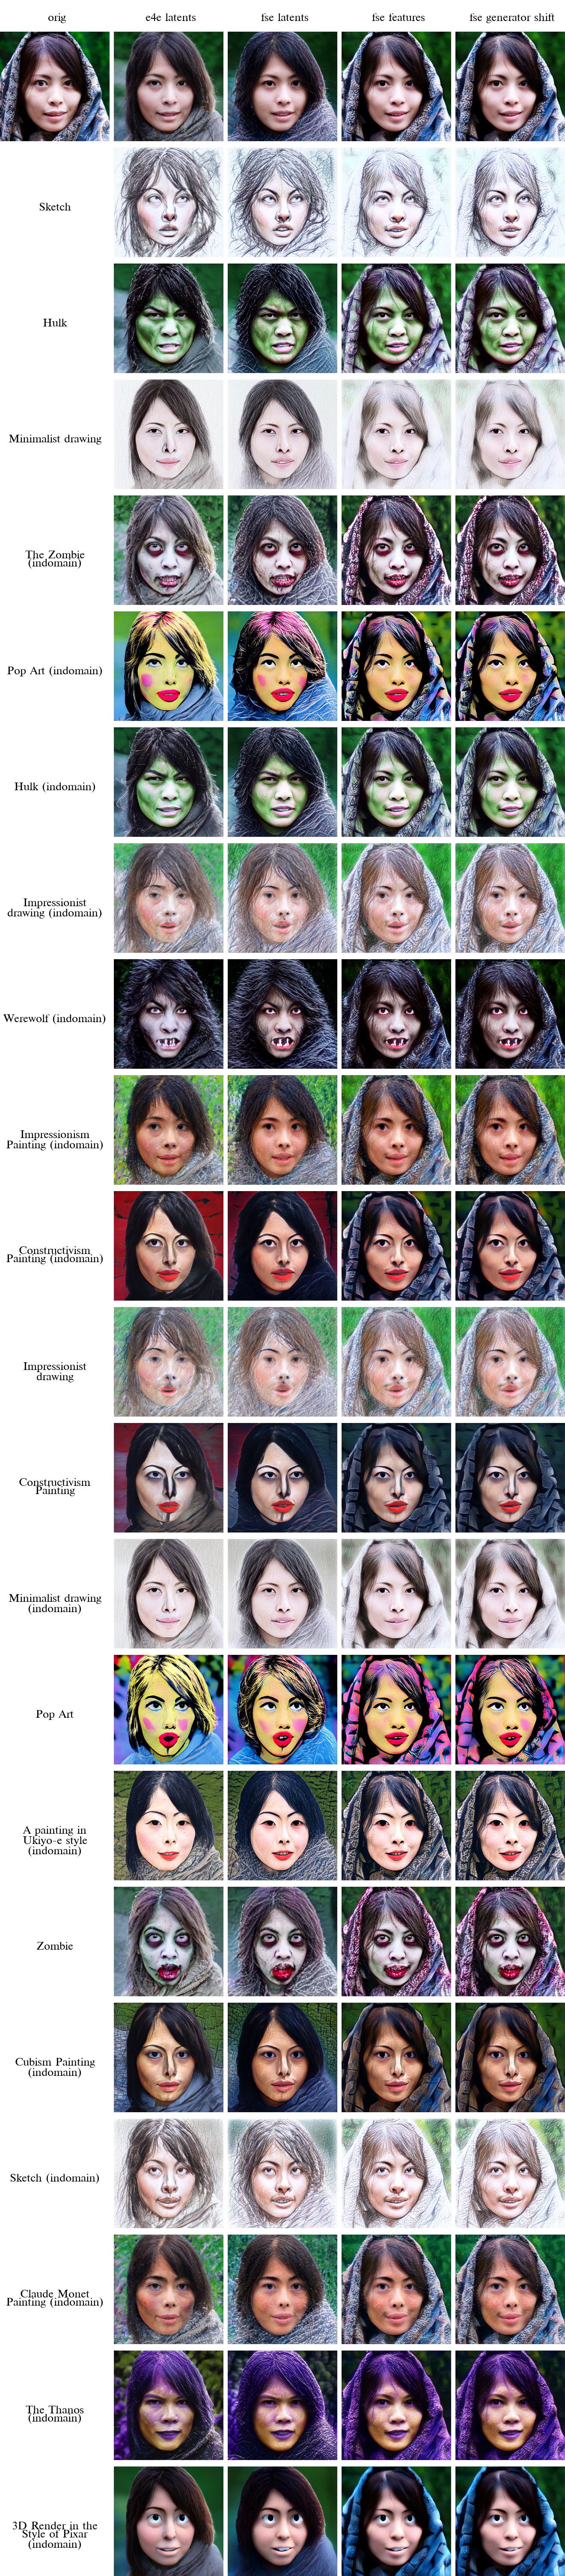 orig e4e latents fse latents fse features fse generator shift
Sketch
Hulk
Minimalist drawing
The Zombie
(indomain)
Pop Art (indomain)
Hulk (indomain)
Impressionist
drawing (indomain)
Werewolf (indomain)
Impressionism
Painting (indomain)
Constructivism
Painting (indomain)
Impressionist
drawing
Constructivism
Painting
Minimalist drawing
(indomain)
Pop Art
A painting in
Ukiyo-e style
(indomain)
Zombie
Cubism Painting
(indomain)
Sketch (indomain)
Claude Monet
Painting (indomain)
The Thanos
(indomain)
3D Render in the
Style of Pixar
(indomain)